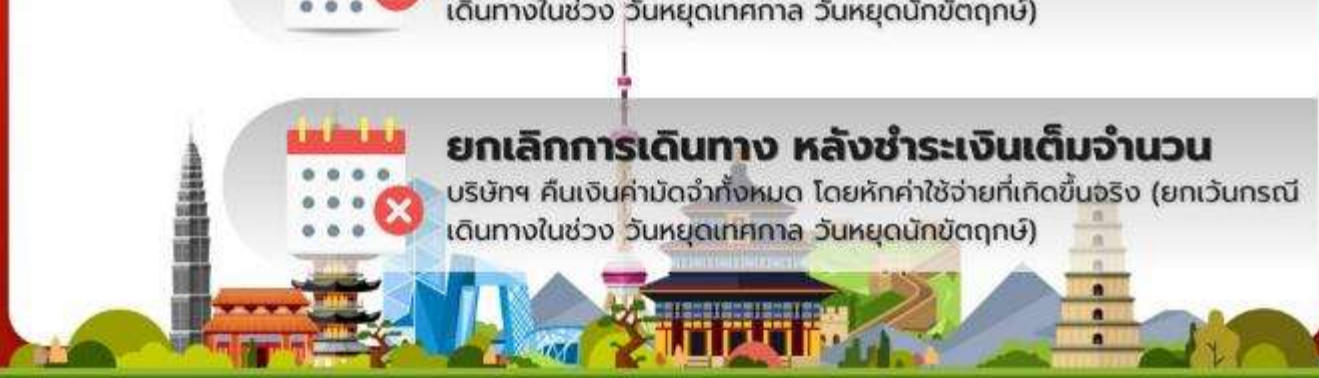 เดินทางในช่วง วันหยุดเทศกาล วันหยุดนักขัตฤกษ์)
ยกเลิกการเดินทาง หลังชำระเงินเต็มจำนวน
บริษัทฯ คืนเงินค่ามัดจำทั้งหมด โดยหักค่าใช้จ่ายที่เกิดขึ้นจริง (ยกเว้นกรณี
เดินทางในช่วง วันหยุดเทศกาล วันหยุดนักขัตฤกษ์)